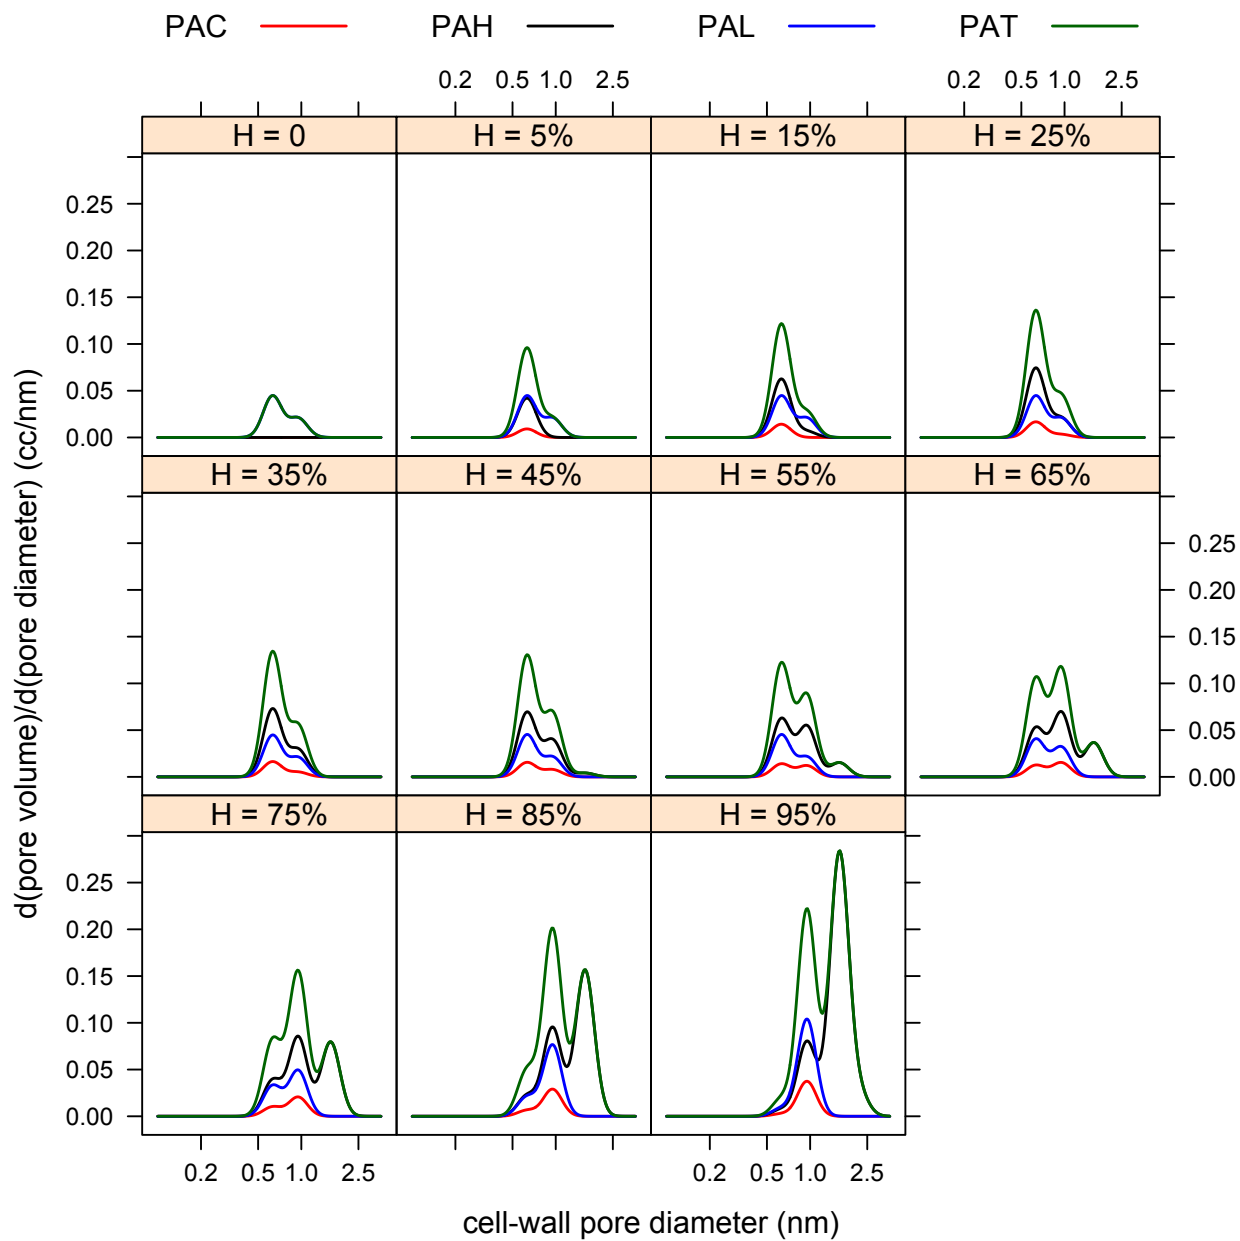 PAC PAH PAL PAT
0.2 0.5 1.0 2.5 0.2 0.5 1.0 2.5
H = 0 H = 5% H = 15% H = 25%
0.25
0.20
0.15
0.10
0.05
0.00
H = 35% H = 45% H = 55% H = 65%
0.25
0.20
0.15
0.10
0.05
0.00
H = 75% H = 85% H = 95%
0.25
0.20
0.15
0.10
0.05
0.00
0.2 0.5 1.0 2.5 0.2 0.5 1.0 2.5
cell-wall pore diameter (nm)
d(pore volume)/d(pore diameter) (cc/nm)